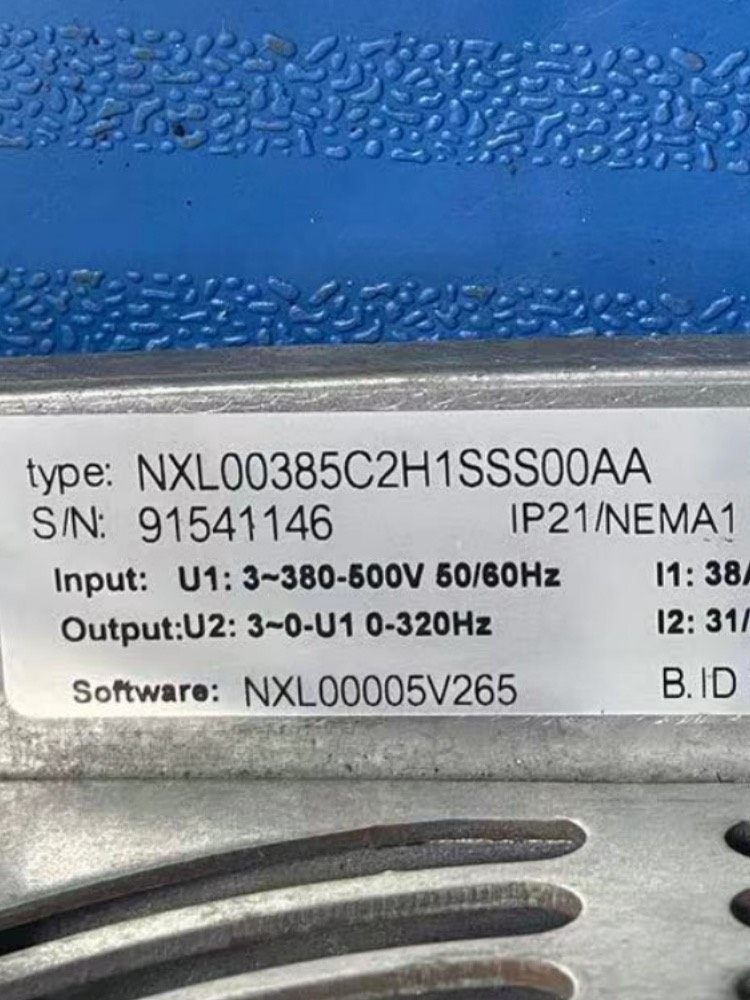 type: NXL00385C2H1SSS00AA
S/N: 91541146 IP21/NEMA1
Input: U1: 3~380-500V 50/60Hz I1: 38A
Output:U2: 3~0-U1 0-320Hz I2: 31/
Software: NXL00005V265 B.ID